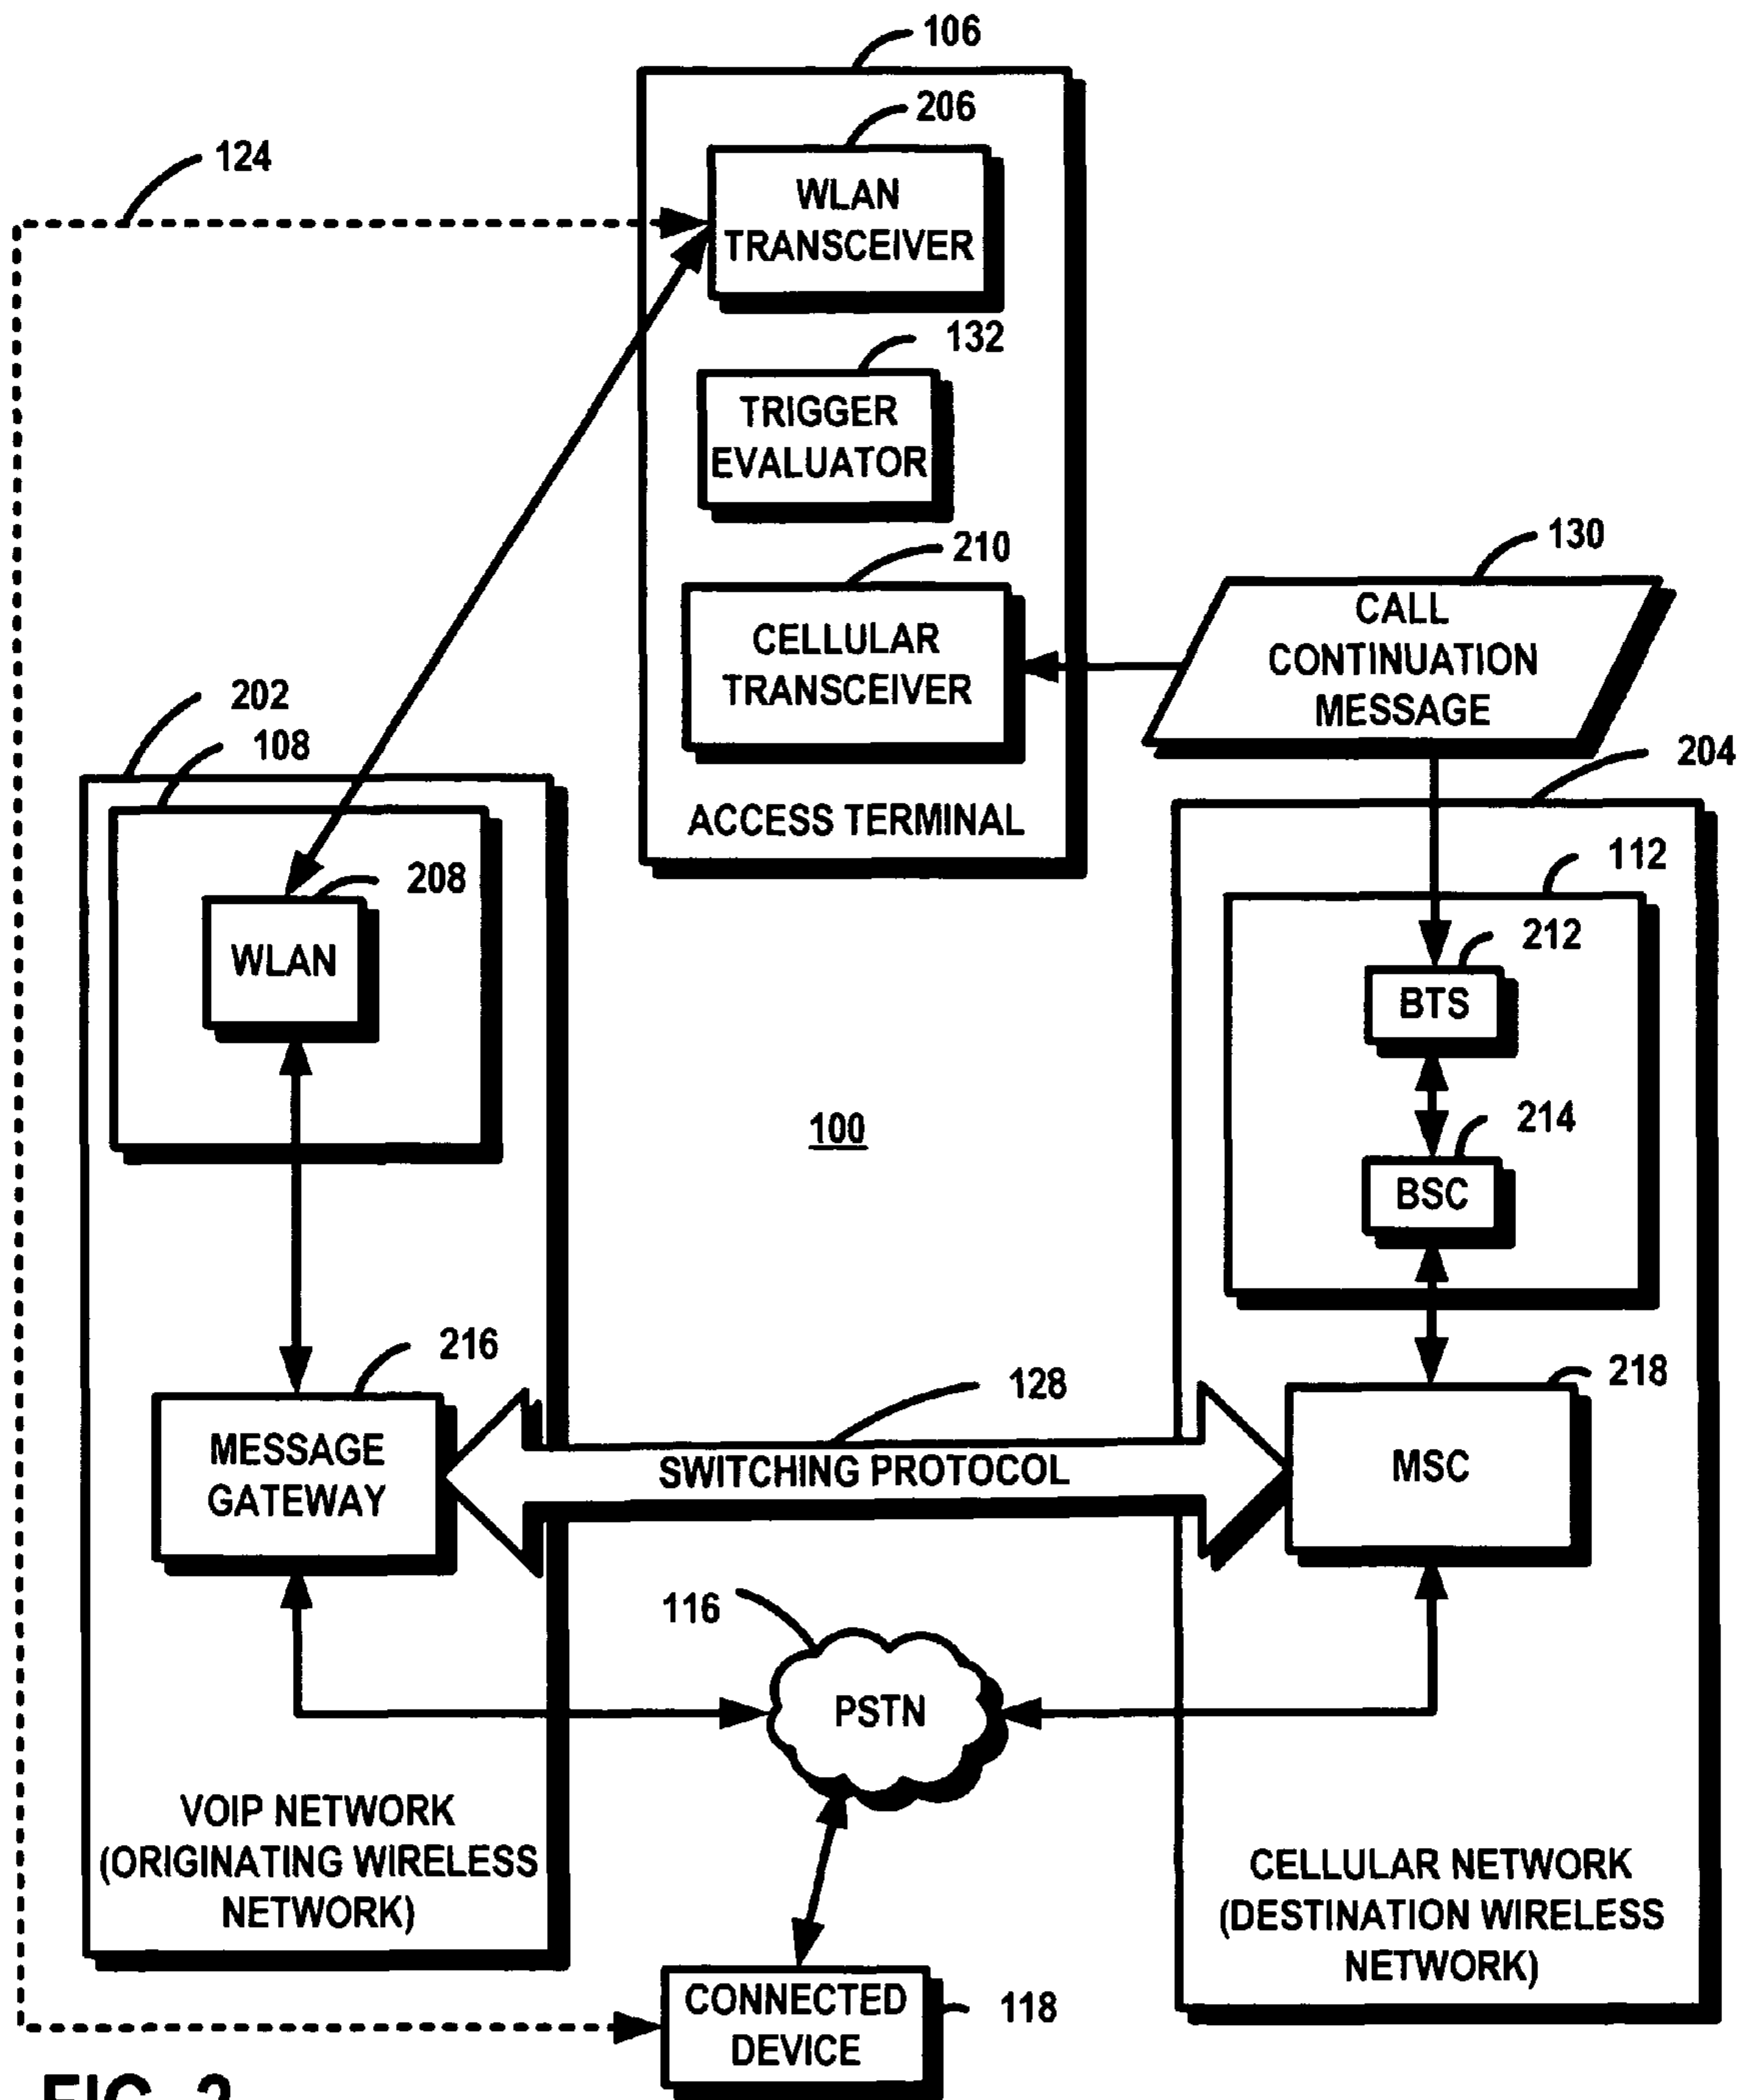 106
206
124
WLAN
TRANSCEIVER
132
TRIGGER
EVALUATOR
210
130
CALL
CONTINUATION
MESSAGE
CELLULAR
TRANSCEIVER
202
108
204
ACCESS TERMINAL
112
208
WLAN
212
BTS
100
214
BSC
216
218
128
MESSAGE
GATEWAY
SWITCHING PROTOCOL
MSC
116
PSTN
VOIP NETWORK
(ORIGINATING WIRELESS
NETWORK)
CELLULAR NETWORK
(DESTINATION WIRELESS
NETWORK)
CONNECTED
DEVICE
118
FIG. 2